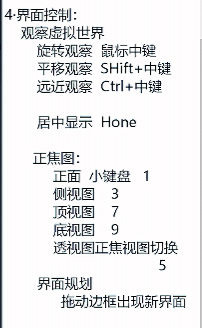 4·界面控制：
观察虚拟世界
旋转观察 鼠标中键
平移观察 SHift+中键
远近观察 Ctrl+中键
居中显示 Hone
正焦图：
正面 小键盘 1
侧视图 3
顶视图 7
底视图 9
透视图正焦视图切换
5
界面规划
拖动边框出现新界面